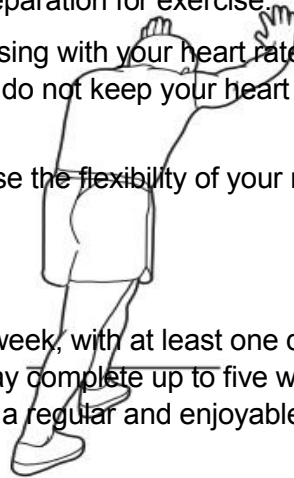 eparation for exercise.
sing with your heart rate
do not keep your heart
se the flexibility of your
week, with at least one
ay complete up to five w
a regular and enjoyable